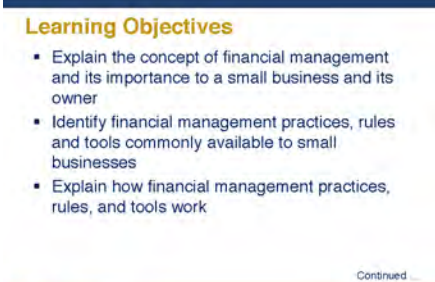 Learning Objectives
▪ Explain the concept of financial management
and its importance to a small business and its
owner
▪ Identify financial management practices, rules
and tools commonly available to small
businesses
▪ Explain how financial management practices,
rules, and tools work
Continued ...